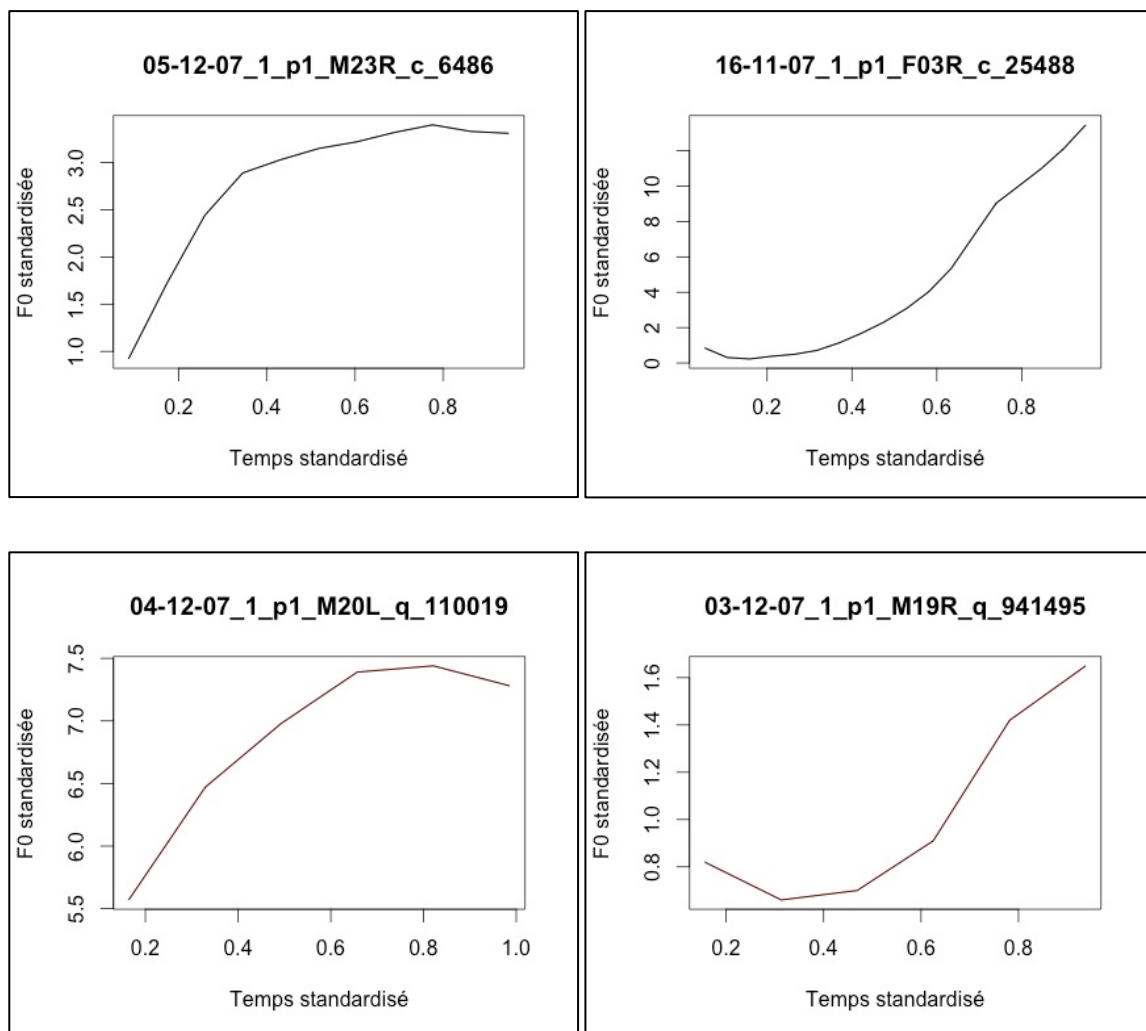 05-12-07_1_p1_M23R_c_6486
F0 standardisée
1.0 1.5 2.0 2.5 3.0
0.2 0.4 0.6 0.8
Temps standardisé
16-11-07_1_p1_F03R_c_25488
F0 standardisée
0 2 4 6 8 10
0.2 0.4 0.6 0.8
Temps standardisé
04-12-07_1_p1_M20L_q_110019
F0 standardisée
5.5 6.0 6.5 7.0 7.5
0.2 0.4 0.6 0.8 1.0
Temps standardisé
03-12-07_1_p1_M19R_q_941495
F0 standardisée
0.8 1.0 1.2 1.4 1.6
0.2 0.4 0.6 0.8
Temps standardisé